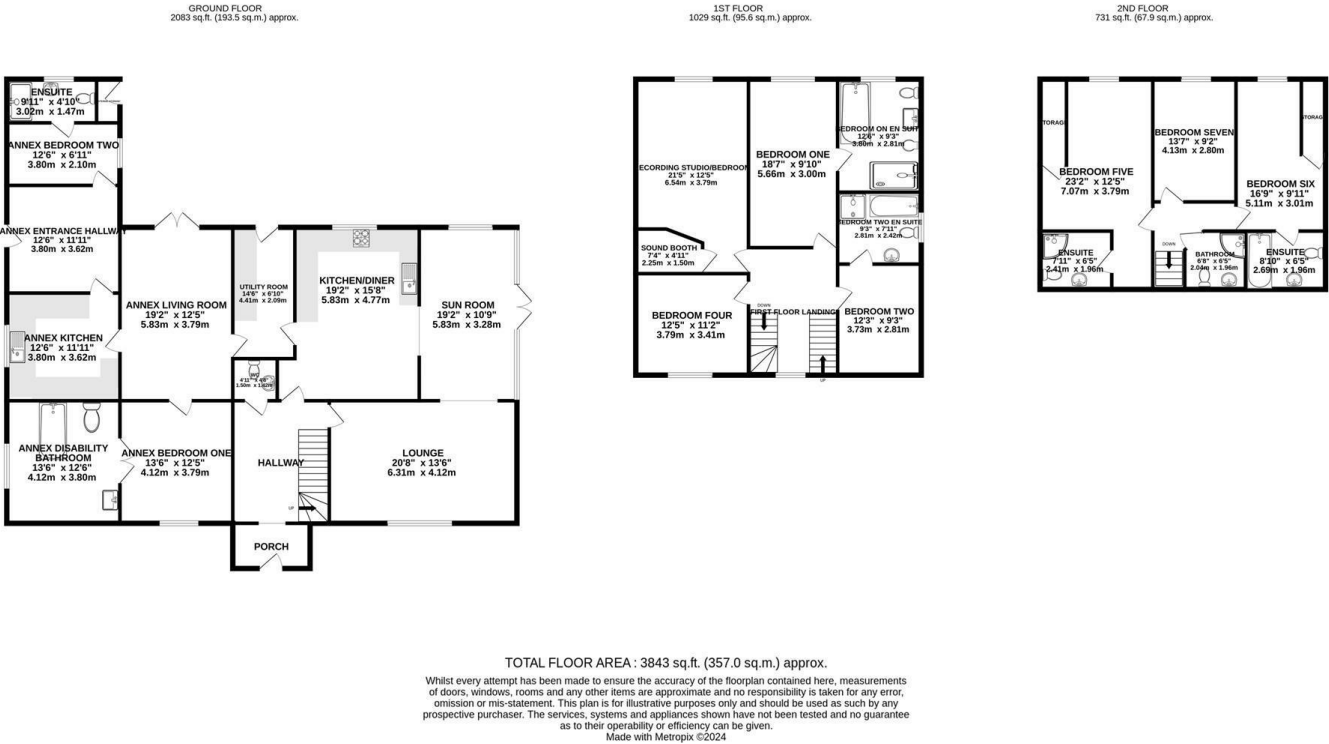 GROUND FLOOR
2083 sq.ft. (193.5 sq.m.) approx.
ENSUITE
9'11" x 4'10"
3.02m x 1.47m
ANNEX BEDROOM TWO
12'6" x 6'11"
3.80m x 2.10m
ANNEX ENTRANCE HALLWAY
12'6" x 11'11"
3.80m x 3.62m
ANNEX KITCHEN
12'6" x 11'11"
3.80m x 3.62m
ANNEX LIVING ROOM
19'2" x 12'5"
5.83m x 3.79m
UTILITY ROOM
14'6" x 6'10"
4.41m x 2.09m
KITCHEN/DINER
19'2" x 15'8"
5.83m x 4.77m
SUN ROOM
19'2" x 10'9"
5.83m x 3.28m
WC
ANNEX DISABILITY
BATHROOM
13'6" x 12'6"
4.12m x 3.80m
ANNEX BEDROOM ONE
13'6" x 12'5"
4.12m x 3.79m
HALLWAY
UP
LOUNGE
20'8" x 13'6"
6.31m x 4.12m
PORCH
1ST FLOOR
1029 sq.ft. (95.6 sq.m.) approx.
ECORDING STUDIO/BEDROOM
21'5" x 12'5"
6.54m x 3.79m
BEDROOM ONE
18'7" x 9'10"
5.66m x 3.00m
BEDROOM ON EN SUIT
12'6" x 9'3"
3.80m x 2.81m
BEDROOM TWO EN SUITE
9'3" x 7'11"
2.81m x 2.42m
SOUND BOOTH
7'4" x 4'11"
2.25m x 1.50m
BEDROOM FOUR
12'5" x 11'2"
3.79m x 3.41m
DOWN
FIRST FLOOR LANDING
UP
BEDROOM TWO
12'3" x 9'3"
3.73m x 2.81m
2ND FLOOR
731 sq.ft. (67.9 sq.m.) approx.
STORAGE
BEDROOM FIVE
23'2" x 12'5"
7.07m x 3.79m
BEDROOM SEVEN
13'7" x 9'2"
4.13m x 2.80m
STORAGE
BEDROOM SIX
16'9" x 9'11"
5.11m x 3.01m
ENSUITE
7'11" x 6'5"
2.41m x 1.96m
DOWN
BATHROOM
6'8" x 6'5"
2.04m x 1.96m
ENSUITE
8'10" x 6'5"
2.69m x 1.96m
TOTAL FLOOR AREA : 3843 sq.ft. (357.0 sq.m.) approx.
Whilst every attempt has been made to ensure the accuracy of the floorplan contained here, measurements
of doors, windows, rooms and any other items are approximate and no responsibility is taken for any error,
omission or mis-statement. This plan is for illustrative purposes only and should be used as such by any
prospective purchaser. The services, systems and appliances shown have not been tested and no guarantee
as to their operability or efficiency can be given.
Made with Metropix ©2024